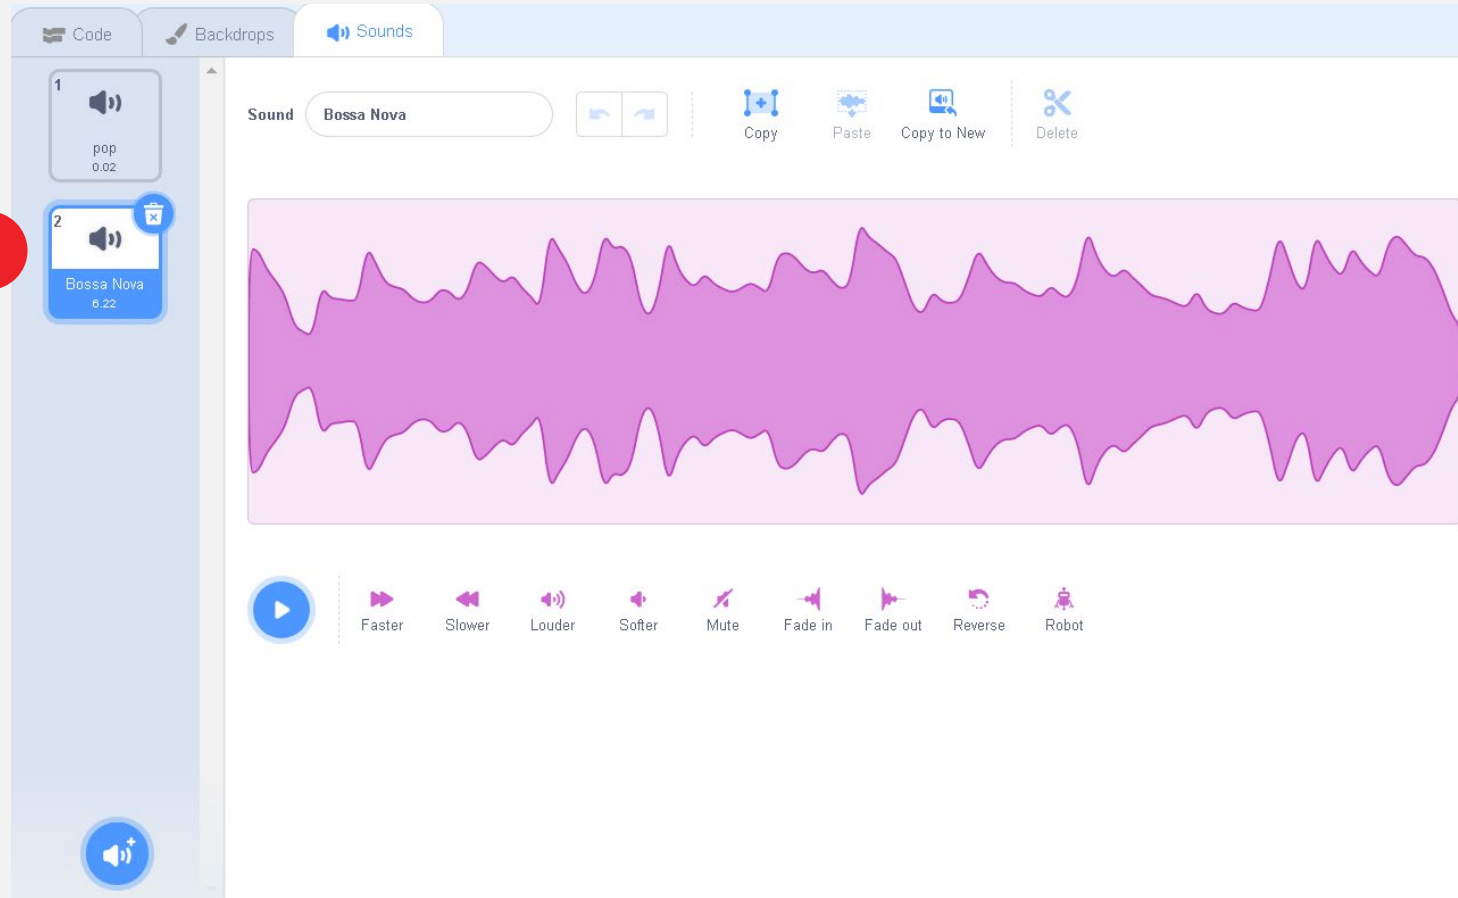 Code
Backdrops
Sounds
1
pop
0.02
2
Bossa Nova
6.22
Sound
Bossa Nova
Copy
Paste
Copy to New
Delete
Faster
Slower
Louder
Softer
Mute
Fade in
Fade out
Reverse
Robot